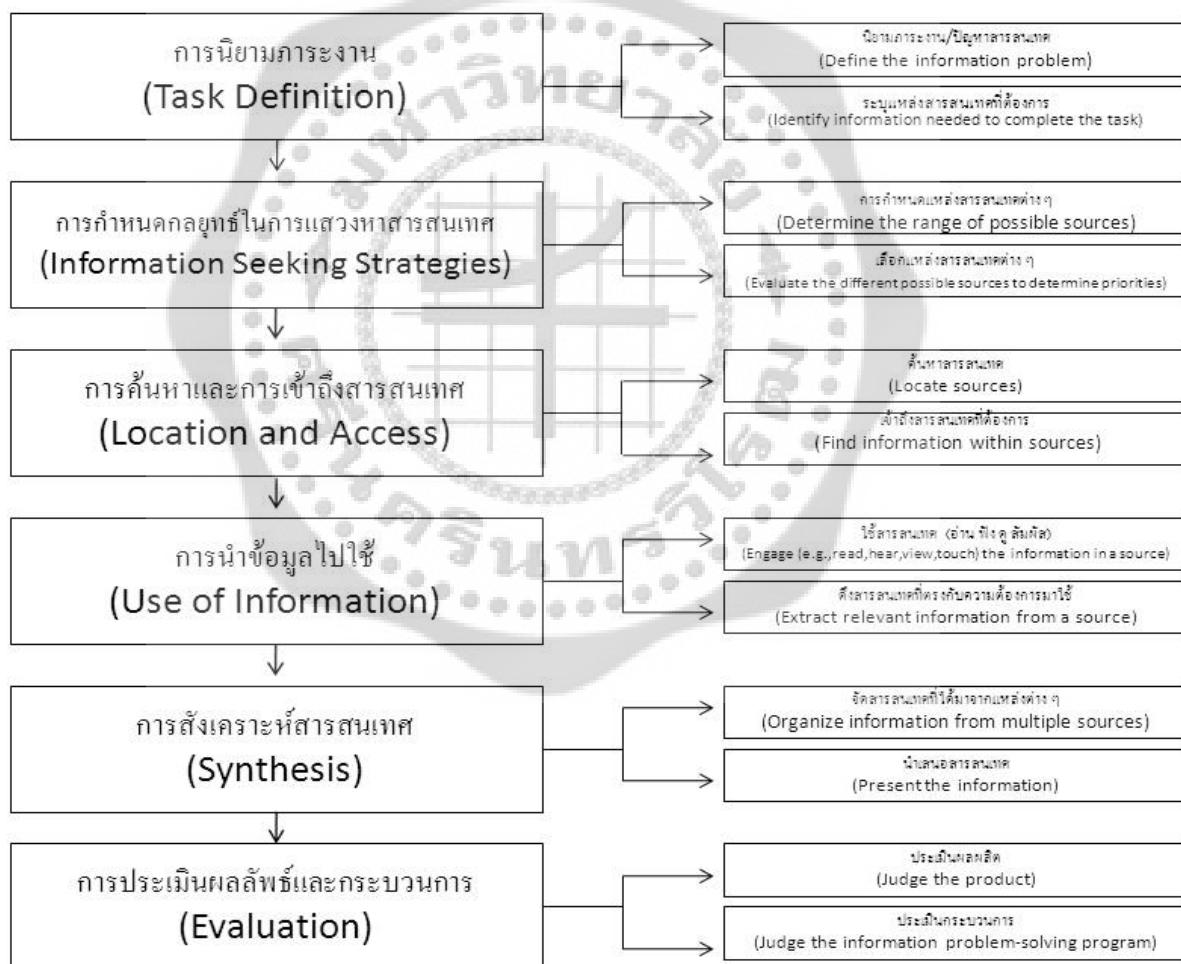 การนิยามภาระงาน
(Task Definition)
นิยามภาระงาน/ปัญหาสารสนเทศ
(Define the information problem)
ระบุแหล่งสารสนเทศที่ต้องการ
(Identify information needed to complete the task)
การกำหนดกลยุทธ์ในการแสวงหาสารสนเทศ
(Information Seeking Strategies)
การกำหนดแหล่งสารสนเทศต่าง ๆ
(Determine the range of possible sources)
เลือกแหล่งสารสนเทศต่าง ๆ
(Evaluate the different possible sources to determine priorities)
การค้นหาและการเข้าถึงสารสนเทศ
(Location and Access)
ค้นหาสารสนเทศ
(Locate sources)
เข้าถึงสารสนเทศที่ต้องการ
(Find information within sources)
การนำข้อมูลไปใช้
(Use of Information)
ใช้สารสนเทศ (อ่าน ฟัง ดู สัมผัส)
(Engage (e.g.,read,hear,view,touch) the information in a source)
ดึงสารสนเทศที่ตรงกับความต้องการมาใช้
(Extract relevant information from a source)
การสังเคราะห์สารสนเทศ
(Synthesis)
จัดสารสนเทศที่ได้มาจากแหล่งต่าง ๆ
(Organize information from multiple sources)
นำเสนอสารสนเทศ
(Present the information)
การประเมินผลลัพธ์และกระบวนการ
(Evaluation)
ประเมินผลผลิต
(Judge the product)
ประเมินกระบวนการ
(Judge the information problem-solving program)
มหาวิทยาลัย
ศรีนครินทรวิโรฒ